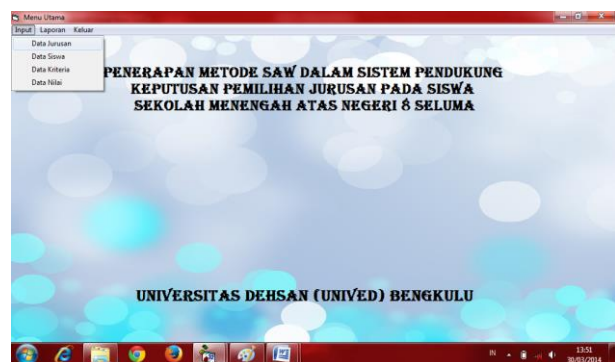 Menu Utama
Input Laporan Keluar
Data Jurusan
Data Siswa
Data Kriteria
Data Nilai
PENERAPAN METODE SAW DALAM SISTEM PENDUKUNG
KEPUTUSAN PEMILIHAN JURUSAN PADA SISWA
SEKOLAH MENENGAH ATAS NEGERI 8 SELUMA
UNIVERSITAS DEHSAN (UNIVED) BENGKULU
IN
13:51
30/03/2014